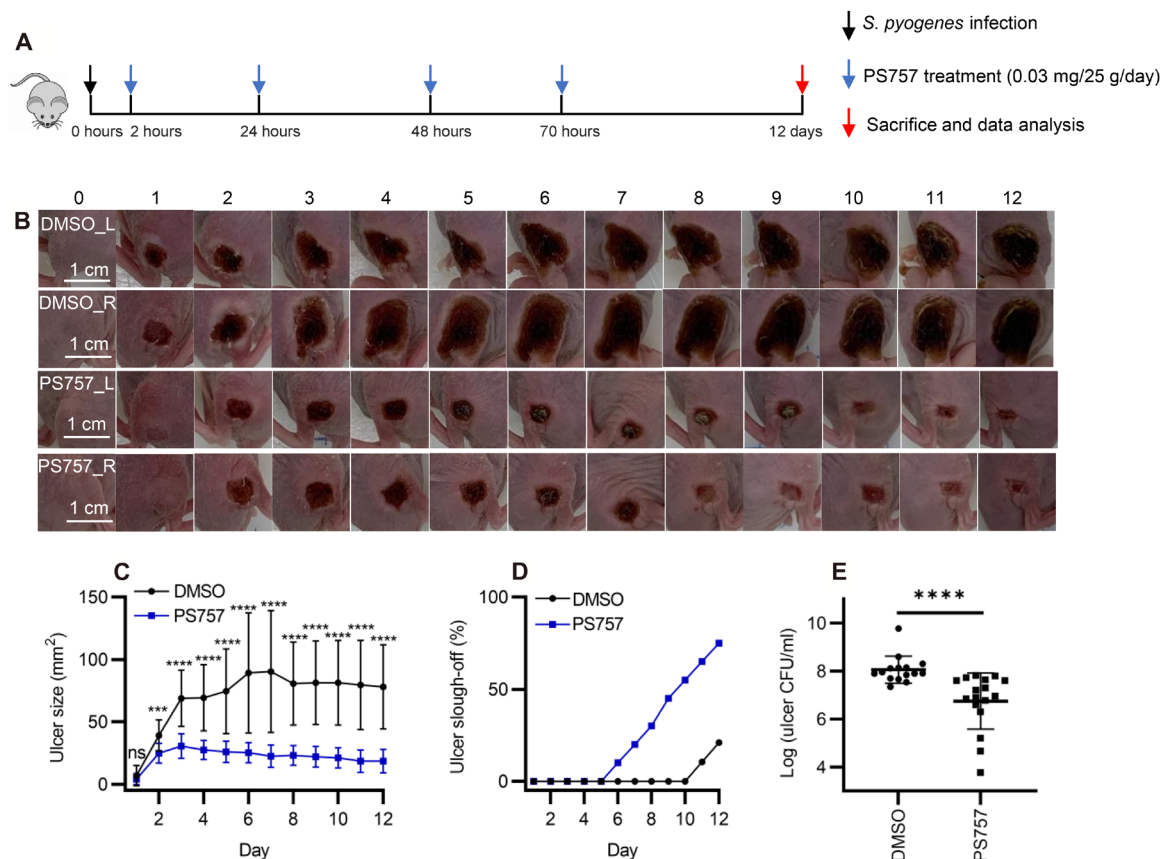 A
S. pyogenes infection
PS757 treatment (0.03 mg/25 g/day)
Sacrifice and data analysis
0 hours 2 hours 24 hours 48 hours 70 hours 12 days
B
0 1 2 3 4 5 6 7 8 9 10 11 12
DMSO_L
1 cm
DMSO_R
1 cm
PS757_L
1 cm
PS757_R
1 cm
C
DMSO
PS757
Ulcer size (mm²)
150
100
50
0
ns *** **** **** **** **** **** **** **** **** **** ****
2 4 6 8 10 12
Day
D
DMSO
PS757
Ulcer slough-off (%)
100
50
0
2 4 6 8 10 12
Day
E
****
Log (ulcer CFU/ml)
10
8
6
4
DMSO
PS757